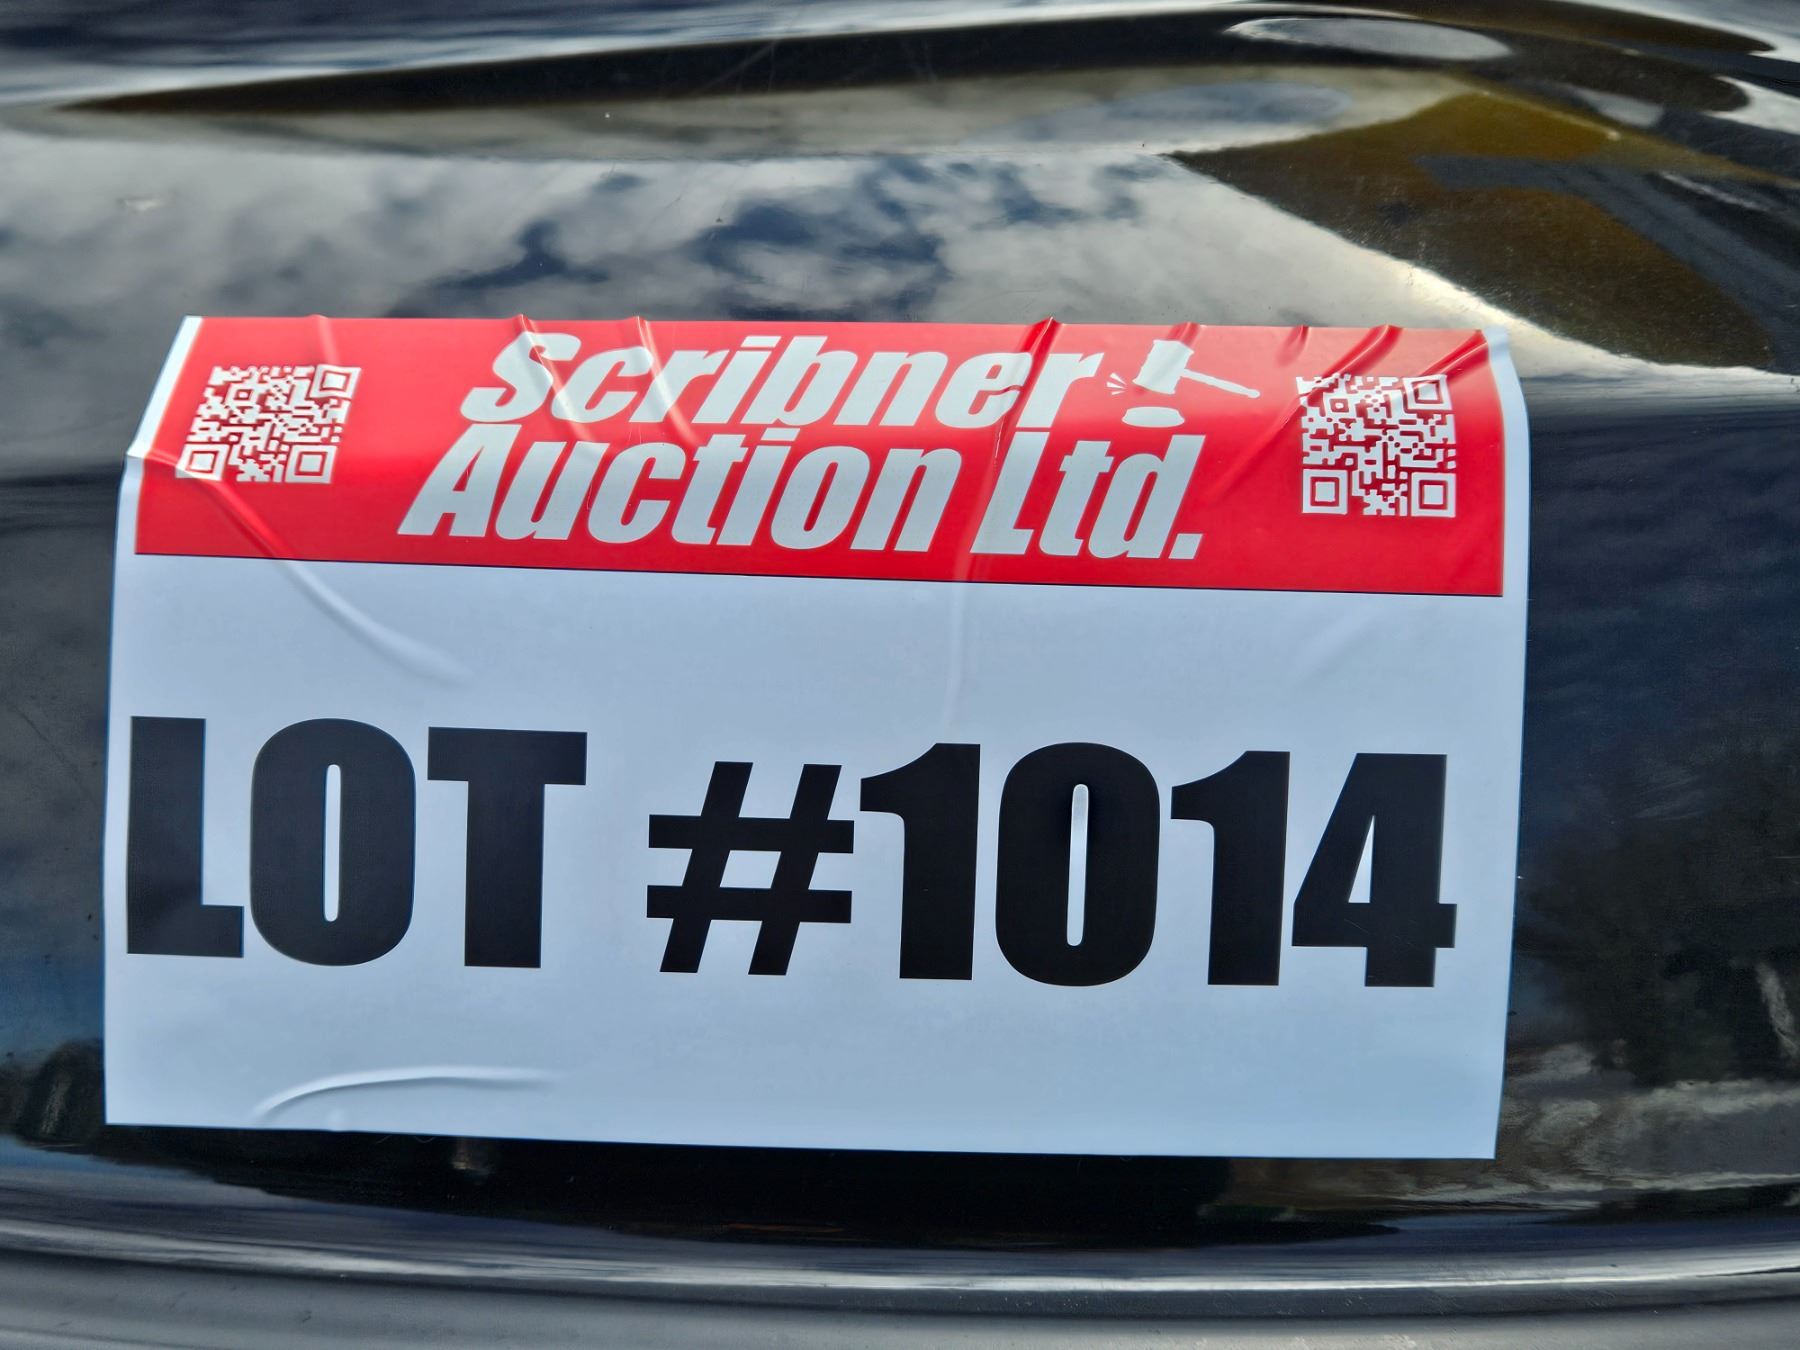 Scribner
Auction Ltd.
LOT #1014